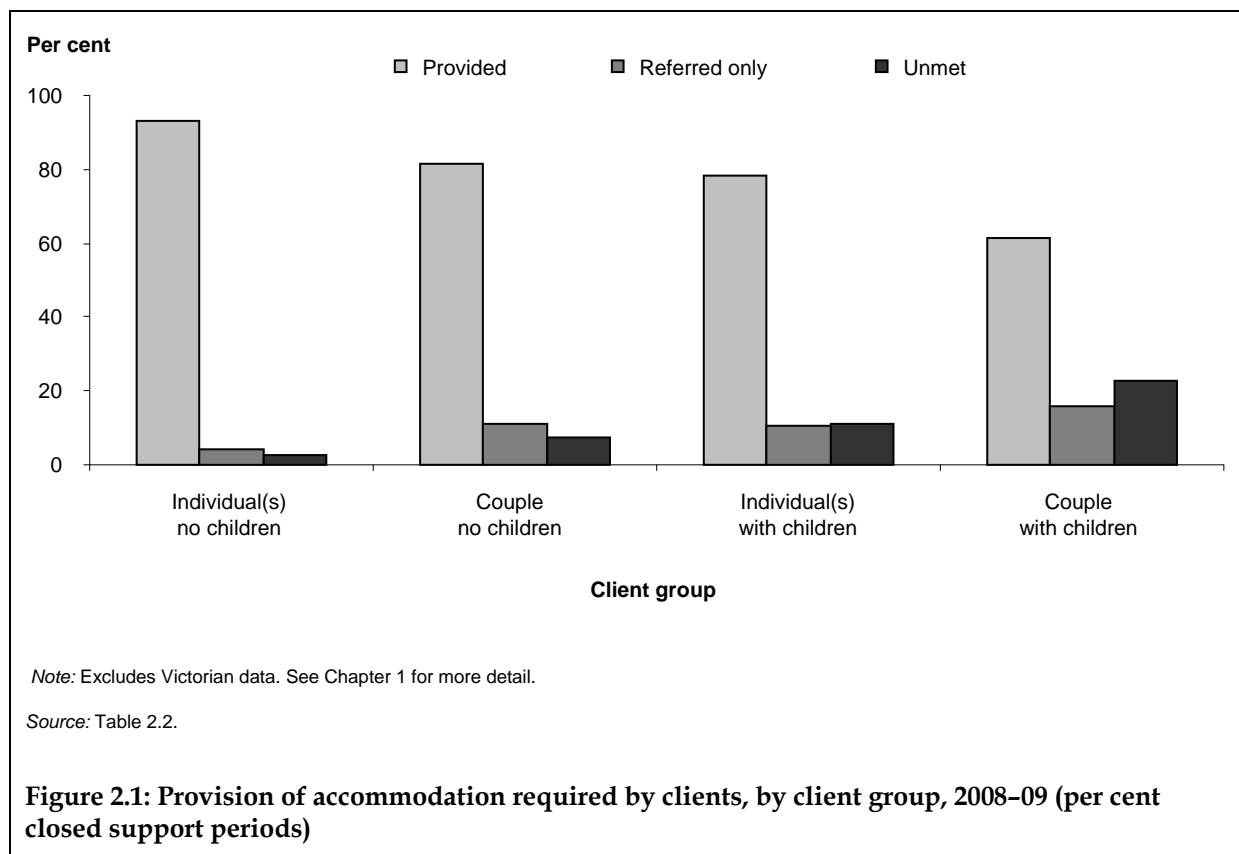 Per cent
Provided Referred only Unmet
100
80
60
40
20
0
Individual(s) Couple Individual(s) Couple
no children no children with children with children
Client group
Note: Excludes Victorian data. See Chapter 1 for more detail.
Source: Table 2.2.
Figure 2.1: Provision of accommodation required by clients, by client group, 2008–09 (per cent
closed support periods)